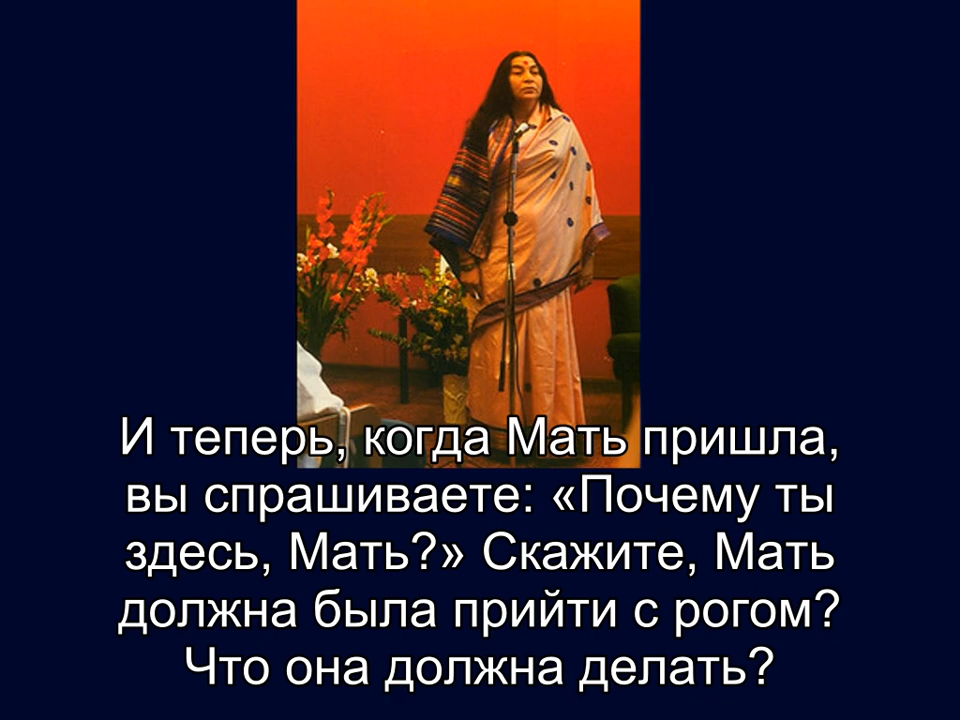 И теперь, когда Мать пришла,
вы спрашиваете: «Почему ты
здесь, Мать?» Скажите, Мать
должна была прийти с рогом?
Что она должна делать?